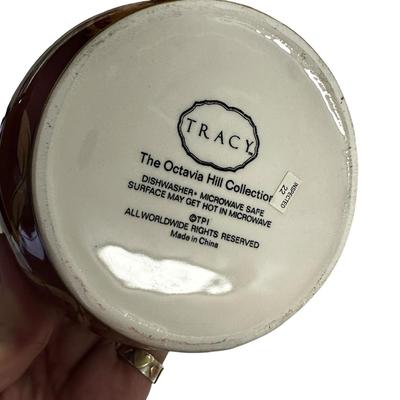 TRACY
The Octavia Hill Collection
DISHWASHER • MICROWAVE SAFE
SURFACE MAY GET HOT IN MICROWAVE
©TPI
ALL WORLDWIDE RIGHTS RESERVED
Made in China
INSPECTED
22